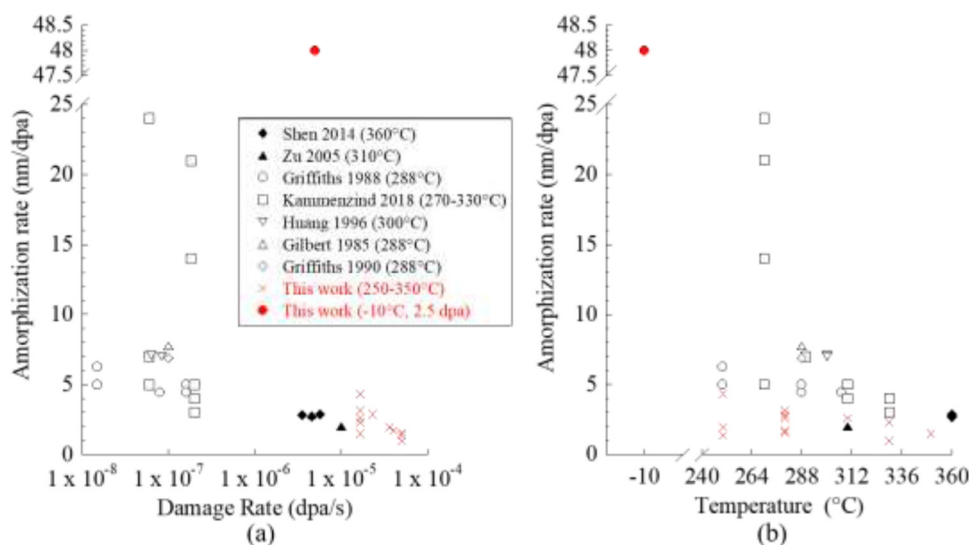 48.5
48
47.5
25
20
15
10
5
0
Amorphization rate (nm/dpa)
1 x 10-8
1 x 10-7
1 x 10-6
1 x 10-5
1 x 10-4
Damage Rate (dpa/s)
(a)
Shen 2014 (360°C)
Zu 2005 (310°C)
Griffiths 1988 (288°C)
Kammenzind 2018 (270-330°C)
Huang 1996 (300°C)
Gilbert 1985 (288°C)
Griffiths 1990 (288°C)
This work (250-350°C)
This work (-10°C, 2.5 dpa)
48.5
48
47.5
25
20
15
10
5
0
Amorphization rate (nm/dpa)
-10
240
264
288
312
336
360
Temperature (°C)
(b)